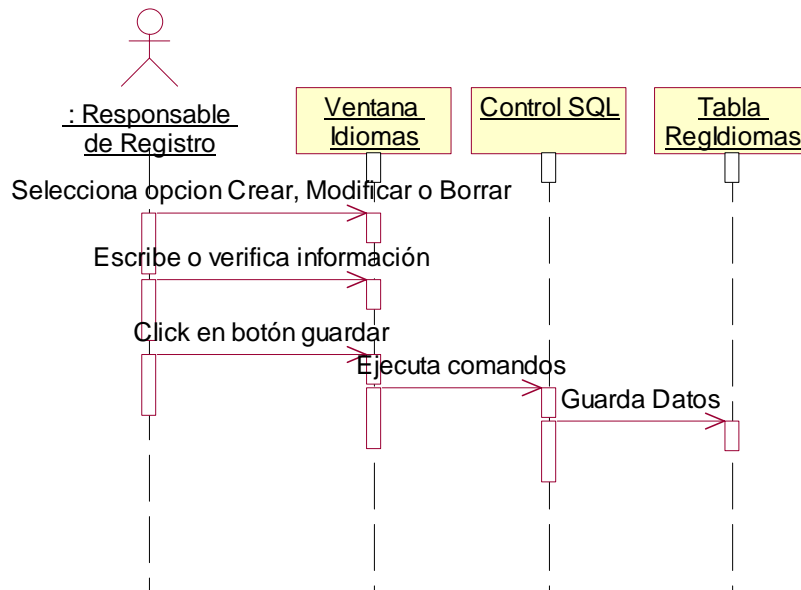 : Responsable
de Registro
Ventana
Idiomas
Control SQL
Tabla
RegIdiomas
Selecciona opcion Crear, Modificar o Borrar
Escribe o verifica información
Click en botón guardar
Ejecuta comandos
Guarda Datos